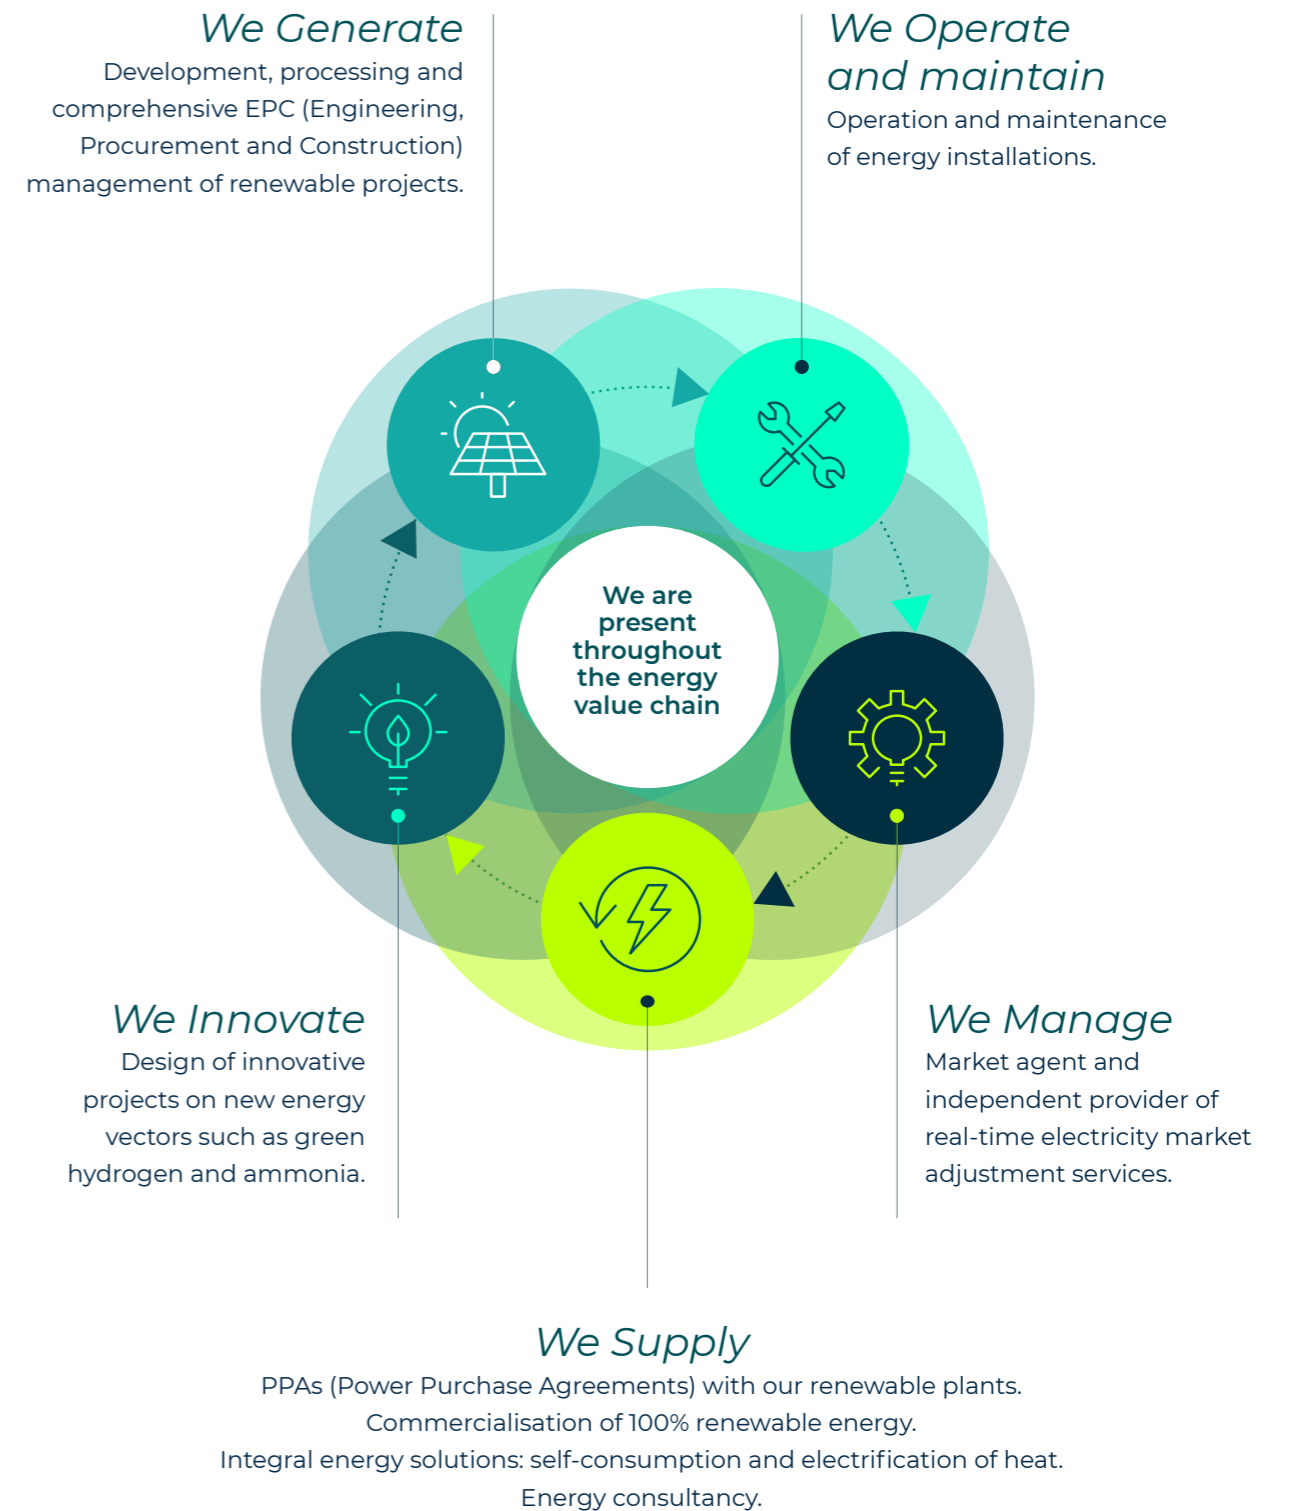 We Generate
Development, processing and
comprehensive EPC (Engineering,
Procurement and Construction)
management of renewable projects.
We Operate
and maintain
Operation and maintenance
of energy installations.
We are
present
throughout
the energy
value chain
We Innovate
Design of innovative
projects on new energy
vectors such as green
hydrogen and ammonia.
We Manage
Market agent and
independent provider of
real-time electricity market
adjustment services.
We Supply
PPAs (Power Purchase Agreements) with our renewable plants.
Commercialisation of 100% renewable energy.
Integral energy solutions: self-consumption and electrification of heat.
Energy consultancy.